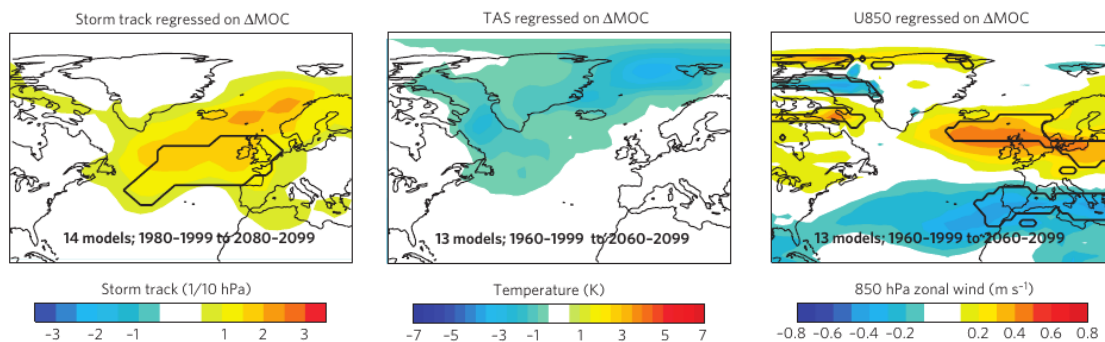 Storm track regressed on ΔMOC
TAS regressed on ΔMOC
U850 regressed on ΔMOC
14 models; 1980–1999 to 2080–2099
13 models; 1960–1999 to 2060–2099
13 models; 1960–1999 to 2060–2099
Storm track (1/10 hPa)
Temperature (K)
850 hPa zonal wind (m s⁻¹)
−3 −2 −1 1 2 3
−7 −5 −3 −1 1 3 5 7
−0.8 −0.6 −0.4 −0.2 0.2 0.4 0.6 0.8